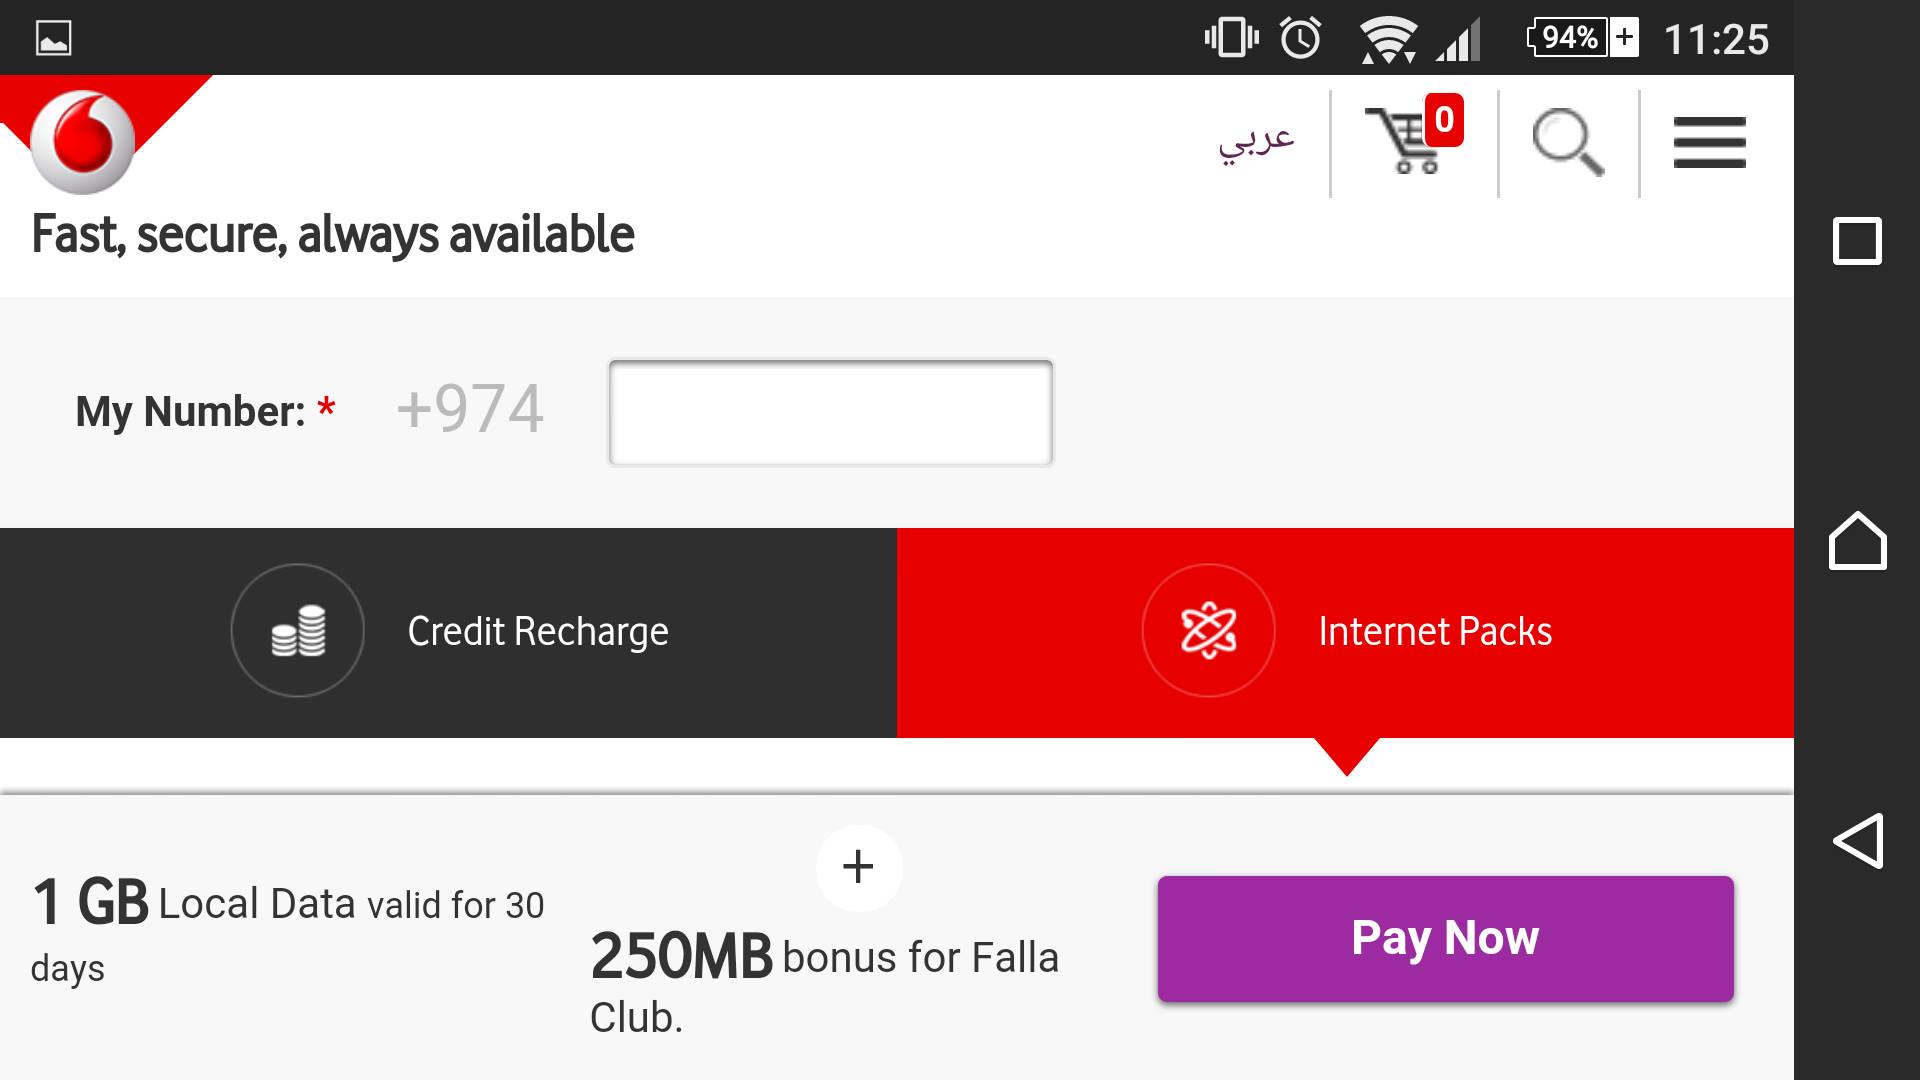 94%
11:25
عربي
0
Fast, secure, always available
My Number: * +974
Credit Recharge
Internet Packs
1 GB Local Data valid for 30
days
+
250MB bonus for Falla
Club.
Pay Now